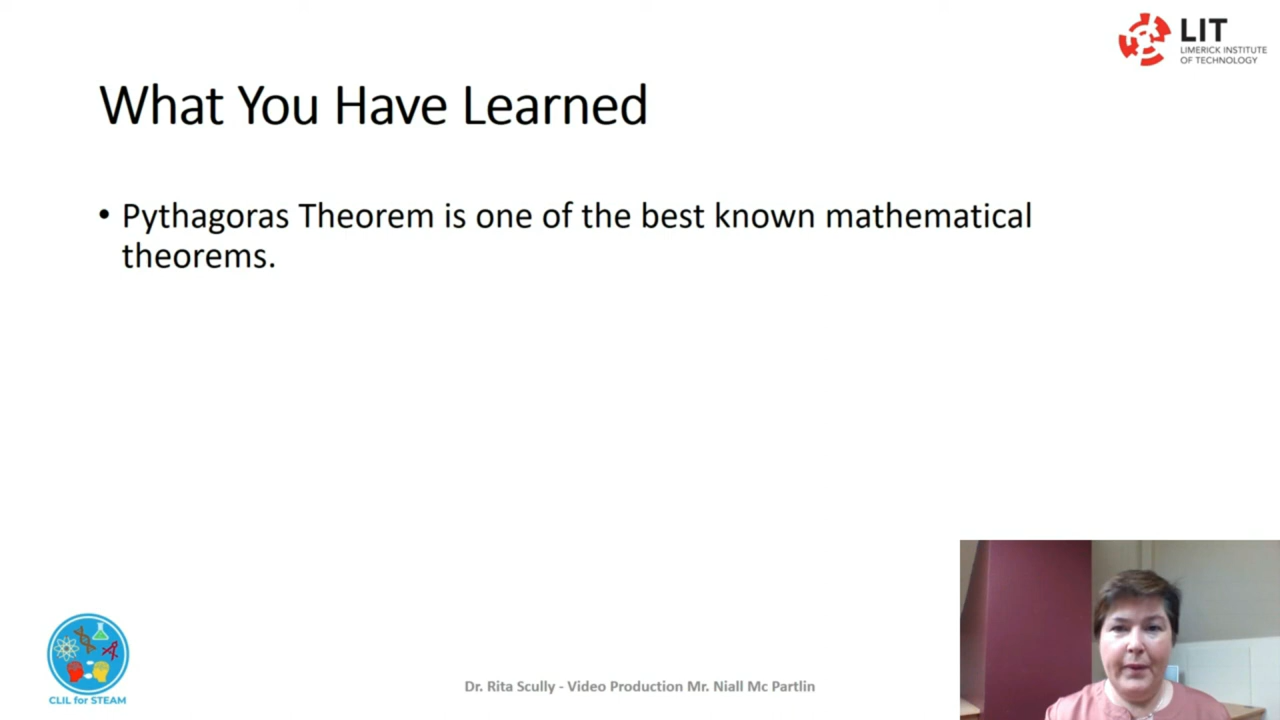 LIT
LIMERICK INSTITUTE
OF TECHNOLOGY
What You Have Learned
• Pythagoras Theorem is one of the best known mathematical
theorems.
CLIL for STEAM
Dr. Rita Scully - Video Production Mr. Niall Mc Partlin